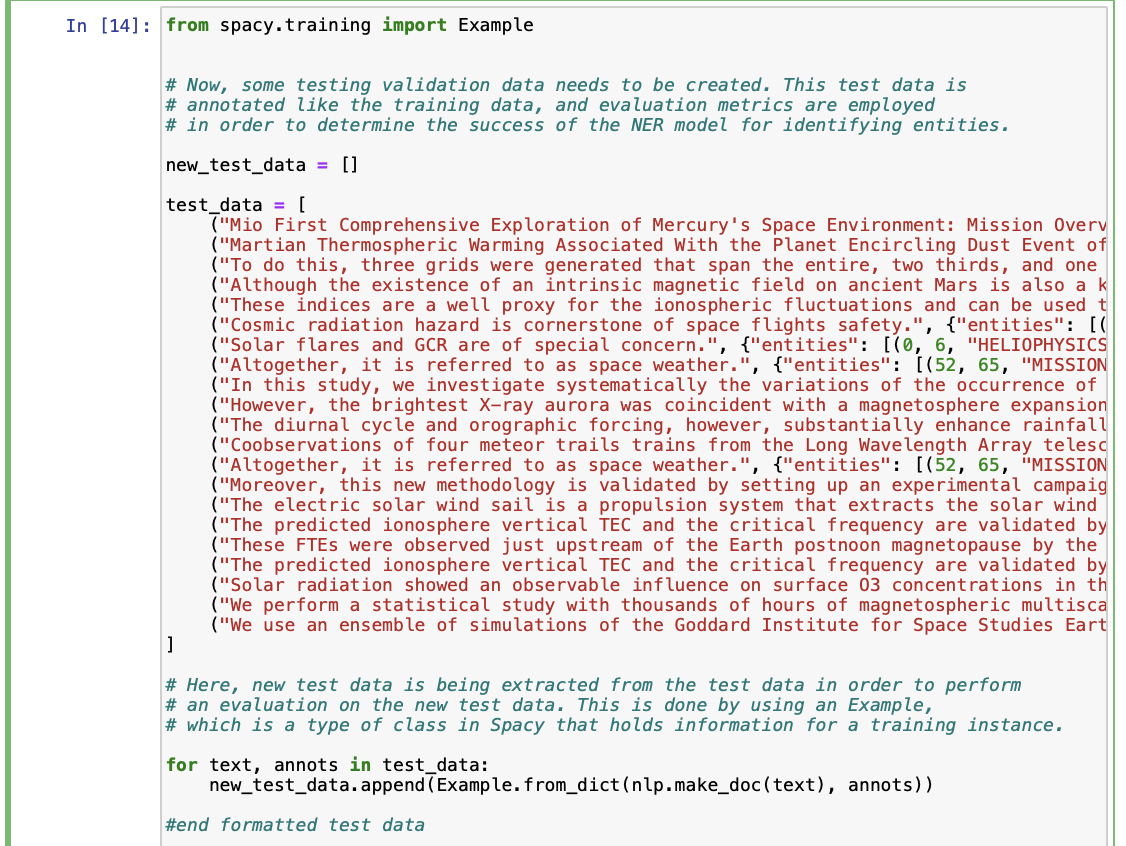 In [14]: from spacy.training import Example
# Now, some testing validation data needs to be created. This test data is
# annotated like the training data, and evaluation metrics are employed
# in order to determine the success of the NER model for identifying entities.
new_test_data = []
test_data = [
("Mio First Comprehensive Exploration of Mercury's Space Environment: Mission Overv
("Martian Thermospheric Warming Associated With the Planet Encircling Dust Event of
("To do this, three grids were generated that span the entire, two thirds, and one
("Although the existence of an intrinsic magnetic field on ancient Mars is also a k
("These indices are a well proxy for the ionospheric fluctuations and can be used t
("Cosmic radiation hazard is cornerstone of space flights safety.", {"entities": [(
("Solar flares and GCR are of special concern.", {"entities": [(0, 6, "HELIOPHYSICS
("Altogether, it is referred to as space weather.", {"entities": [(52, 65, "MISSION
("In this study, we investigate systematically the variations of the occurrence of
("However, the brightest X-ray aurora was coincident with a magnetosphere expansion
("The diurnal cycle and orographic forcing, however, substantially enhance rainfall
("Coobservations of four meteor trails trains from the Long Wavelength Array telesc
("Altogether, it is referred to as space weather.", {"entities": [(52, 65, "MISSION
("Moreover, this new methodology is validated by setting up an experimental campaig
("The electric solar wind sail is a propulsion system that extracts the solar wind
("The predicted ionosphere vertical TEC and the critical frequency are validated by
("These FTEs were observed just upstream of the Earth postnoon magnetopause by the
("The predicted ionosphere vertical TEC and the critical frequency are validated by
("Solar radiation showed an observable influence on surface O3 concentrations in th
("We perform a statistical study with thousands of hours of magnetospheric multisca
("We use an ensemble of simulations of the Goddard Institute for Space Studies Eart
]
# Here, new test data is being extracted from the test data in order to perform
# an evaluation on the new test data. This is done by using an Example,
# which is a type of class in Spacy that holds information for a training instance.
for text, annots in test_data:
new_test_data.append(Example.from_dict(nlp.make_doc(text), annots))
#end formatted test data